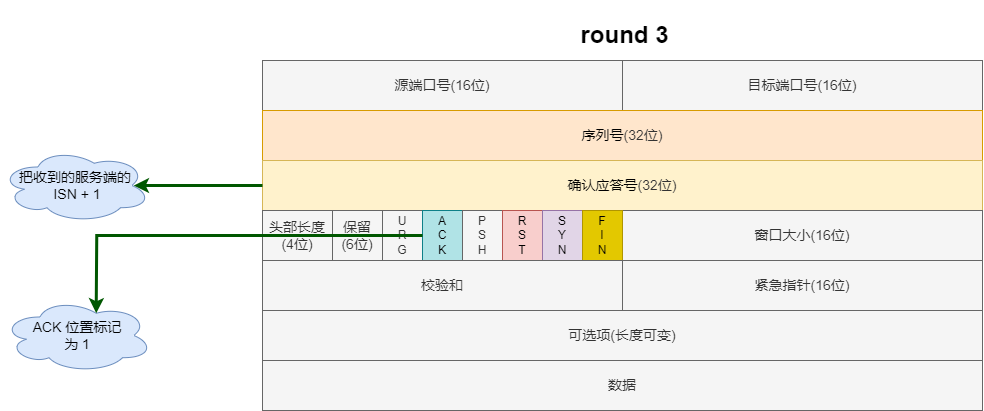 round 3
源端口号(16位)
目标端口号(16位)
序列号(32位)
把收到的服务端的
ISN + 1
确认应答号(32位)
头部长度
(4位)
保留
(6位)
URG
ACK
PSH
RST
SYN
FIN
窗口大小(16位)
校验和
紧急指针(16位)
ACK 位置标记
为 1
可选项(长度可变)
数据